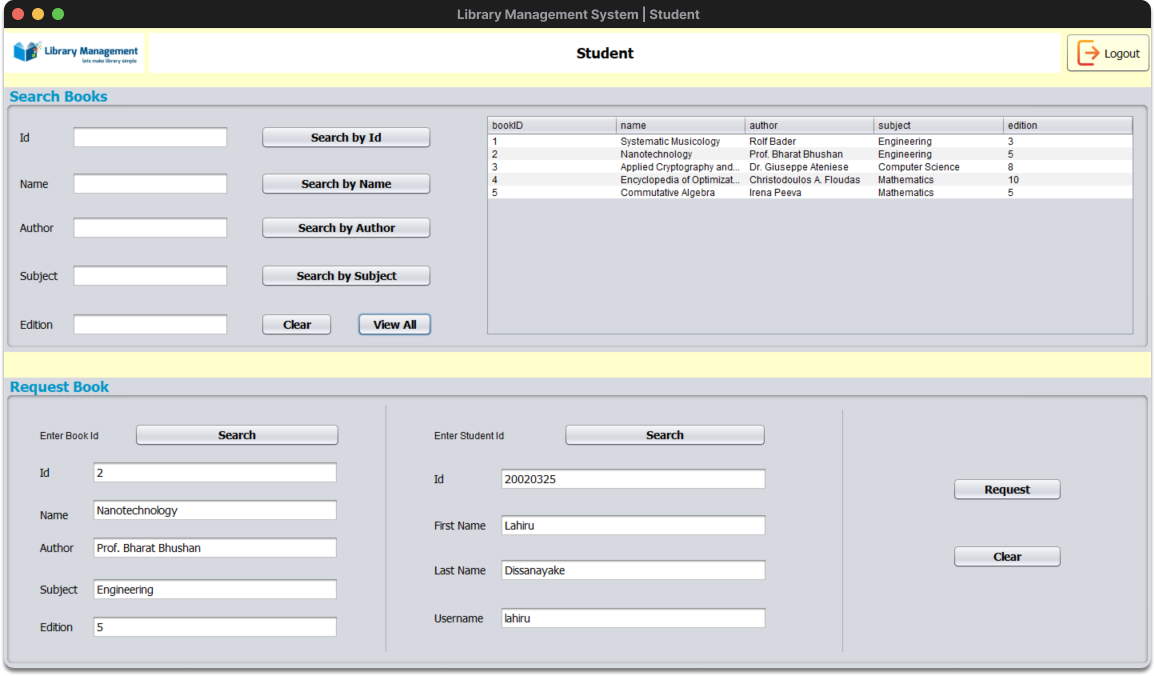 Library Management System | Student
Library Management
lets make library simple
Student
Logout
Search Books
Id
Search by Id
Name
Search by Name
Author
Search by Author
Subject
Search by Subject
Edition
Clear
View All
bookID name author subject edition
1 Systematic Musicology Rolf Bader Engineering 3
2 Nanotechnology Prof. Bharat Bhushan Engineering 5
3 Applied Cryptography and... Dr. Giuseppe Ateniese Computer Science 8
4 Encyclopedia of Optimizat... Christodoulos A. Floudas Mathematics 10
5 Commutative Algebra Irena Peeva Mathematics 5
Request Book
Enter Book Id
Search
Id 2
Name Nanotechnology
Author Prof. Bharat Bhushan
Subject Engineering
Edition 5
Enter Student Id
Search
Id 20020325
First Name Lahiru
Last Name Dissanayake
Username lahiru
Request
Clear